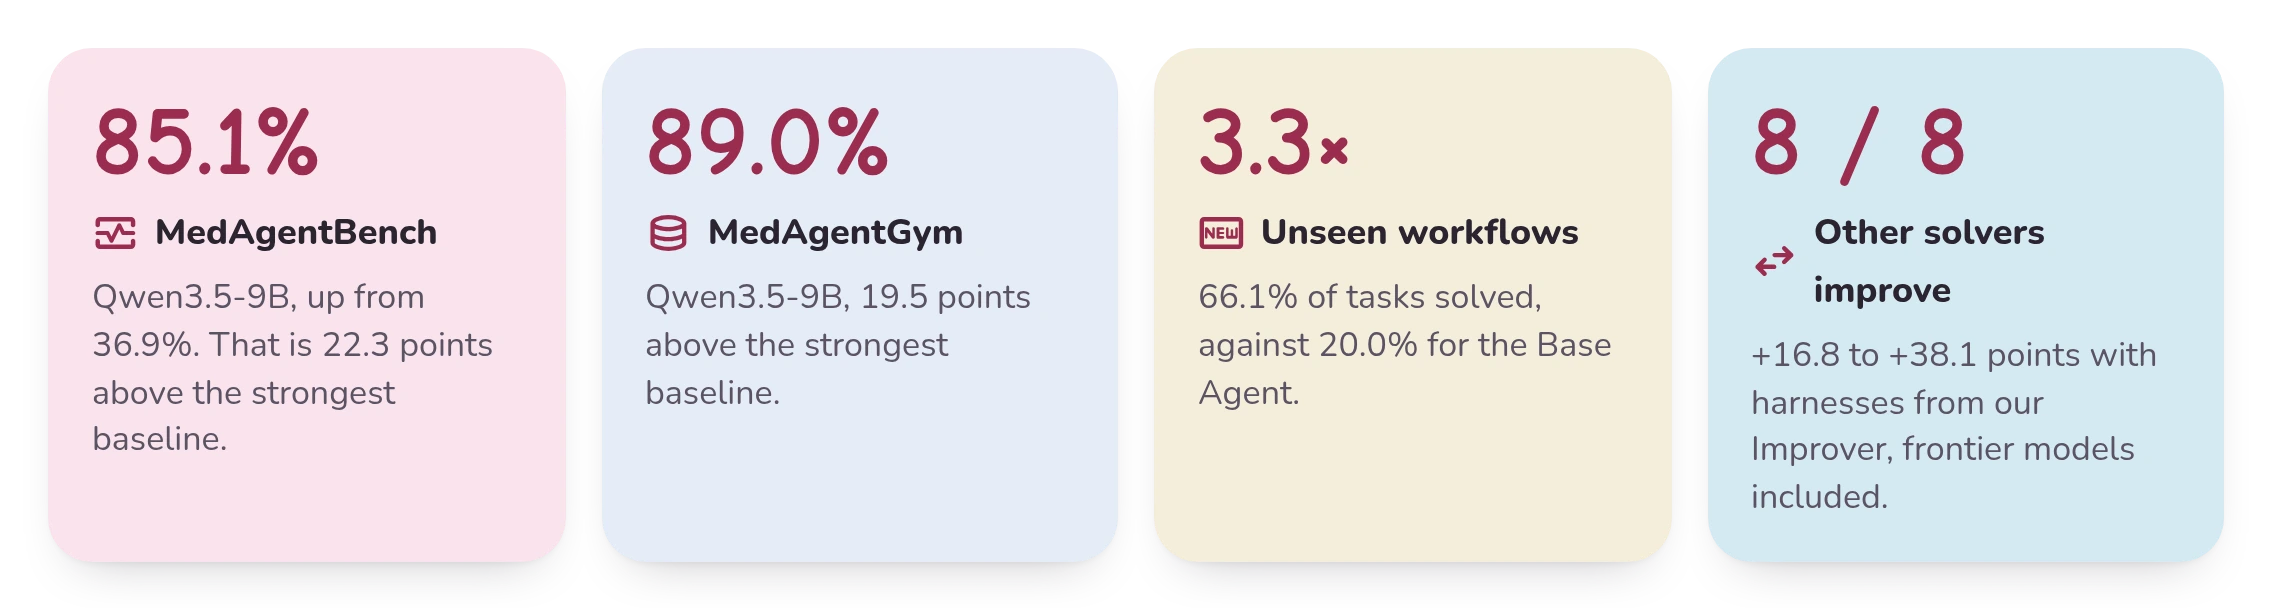 85.1%
MedAgentBench
Qwen3.5-9B, up from
36.9%. That is 22.3 points
above the strongest
baseline.
89.0%
MedAgentGym
Qwen3.5-9B, 19.5 points
above the strongest
baseline.
3.3×
NEW
Unseen workflows
66.1% of tasks solved,
against 20.0% for the Base
Agent.
8 / 8
Other solvers
improve
+16.8 to +38.1 points with
harnesses from our
Improver, frontier models
included.